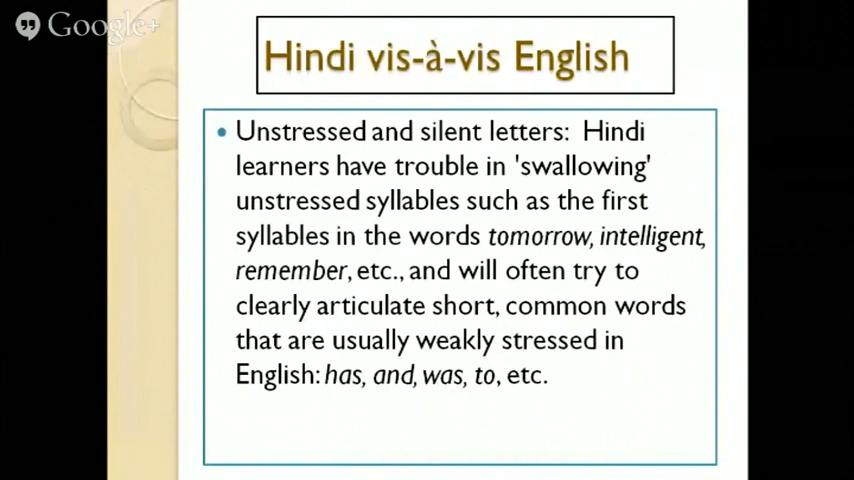 Google+
Hindi vis-à-vis English
• Unstressed and silent letters: Hindi
learners have trouble in 'swallowing'
unstressed syllables such as the first
syllables in the words tomorrow, intelligent,
remember, etc., and will often try to
clearly articulate short, common words
that are usually weakly stressed in
English: has, and, was, to, etc.